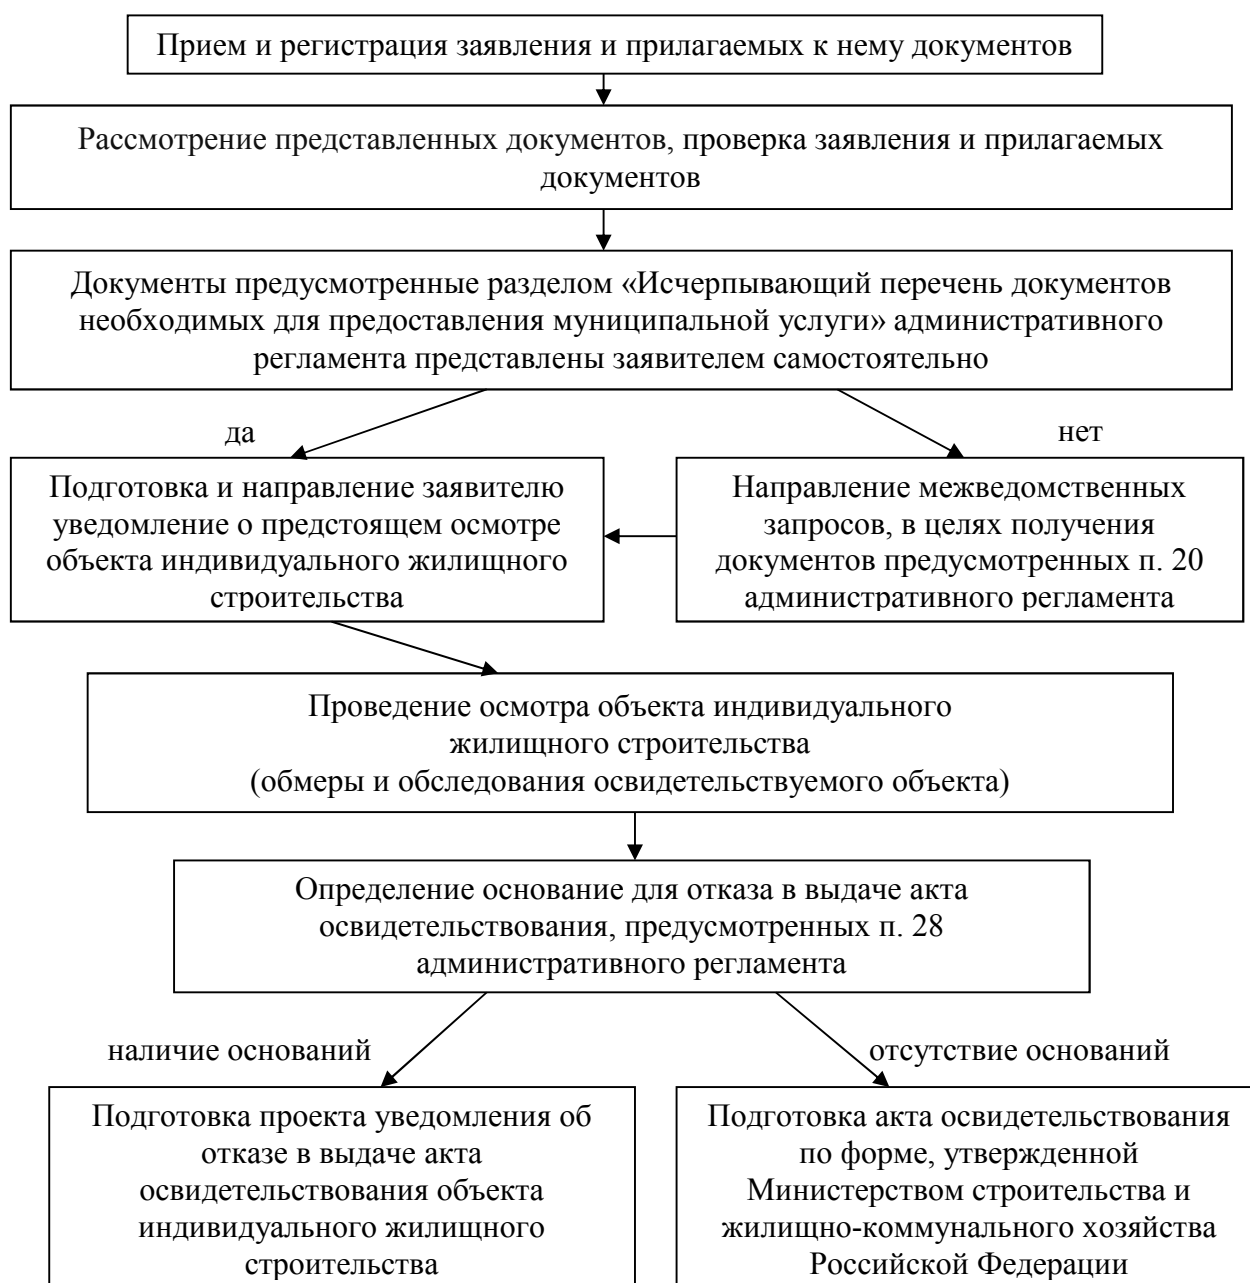 Прием и регистрация заявления и прилагаемых к нему документов
Рассмотрение представленных документов, проверка заявления и прилагаемых
документов
Документы предусмотренные разделом «Исчерпывающий перечень документов
необходимых для предоставления муниципальной услуги» административного
регламента представлены заявителем самостоятельно
да
нет
Подготовка и направление заявителю
уведомление о предстоящем осмотре
объекта индивидуального жилищного
строительства
Направление межведомственных
запросов, в целях получения
документов предусмотренных п. 20
административного регламента
Проведение осмотра объекта индивидуального
жилищного строительства
(обмеры и обследования освидетельствуемого объекта)
Определение основание для отказа в выдаче акта
освидетельствования, предусмотренных п. 28
административного регламента
наличие оснований
отсутствие оснований
Подготовка проекта уведомления об
отказе в выдаче акта
освидетельствования объекта
индивидуального жилищного
строительства
Подготовка акта освидетельствования
по форме, утвержденной
Министерством строительства и
жилищно-коммунального хозяйства
Российской Федерации